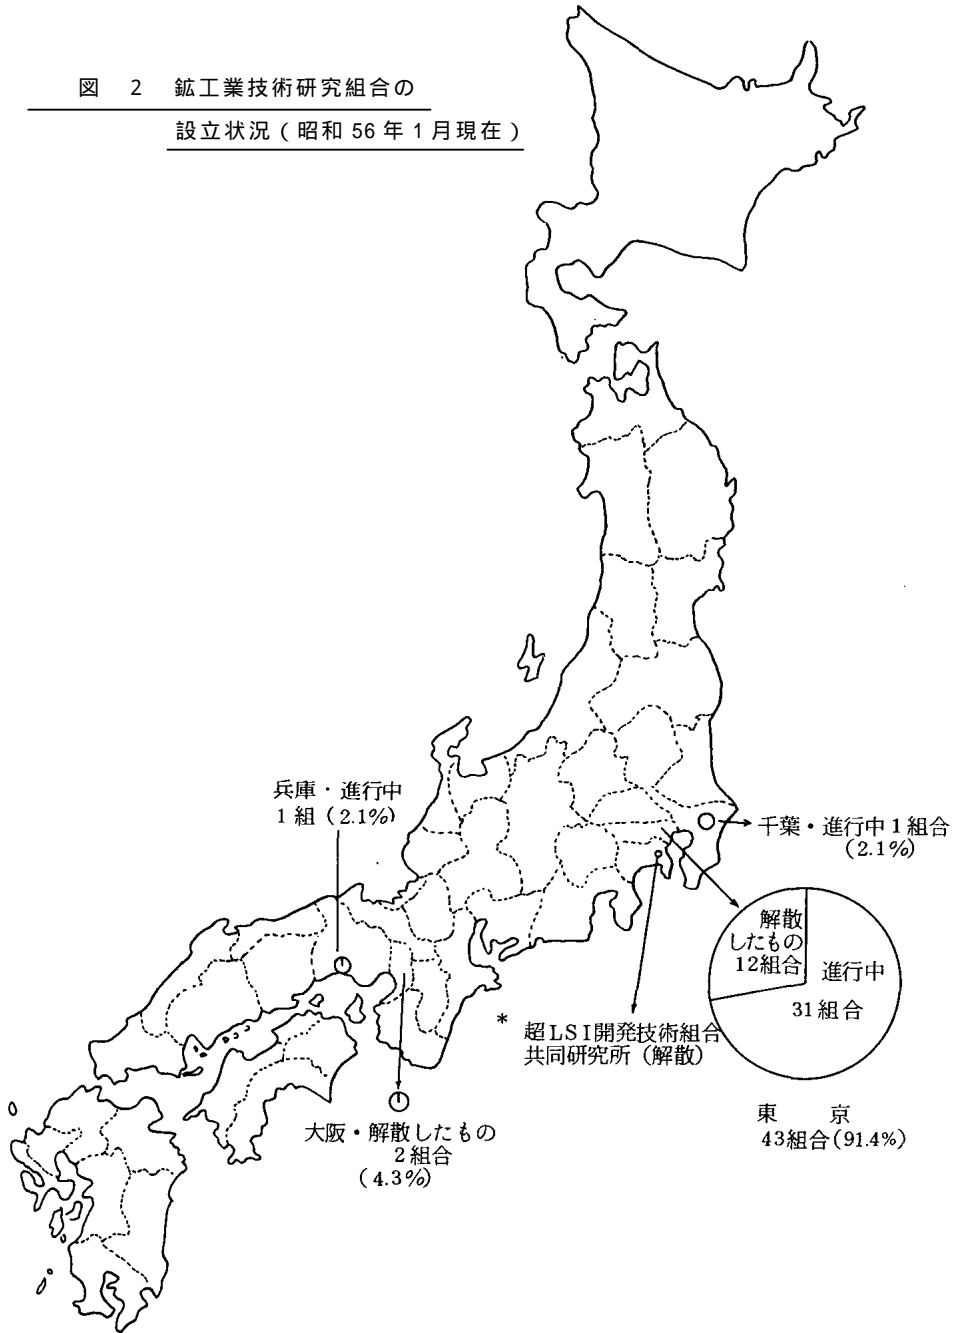 図 2 鉱工業技術研究組合の
設立状況(昭和 56 年 1 月現在)
兵庫・進行中
1 組(2.1%)
千葉・進行中 1 組合
(2.1%)
解散
したもの
12組合
進行中
31 組合
*
超LSI開発技術組合
共同研究所(解散)
東 京
43組合(91.4%)
大阪・解散したもの
2 組合
(4.3%)